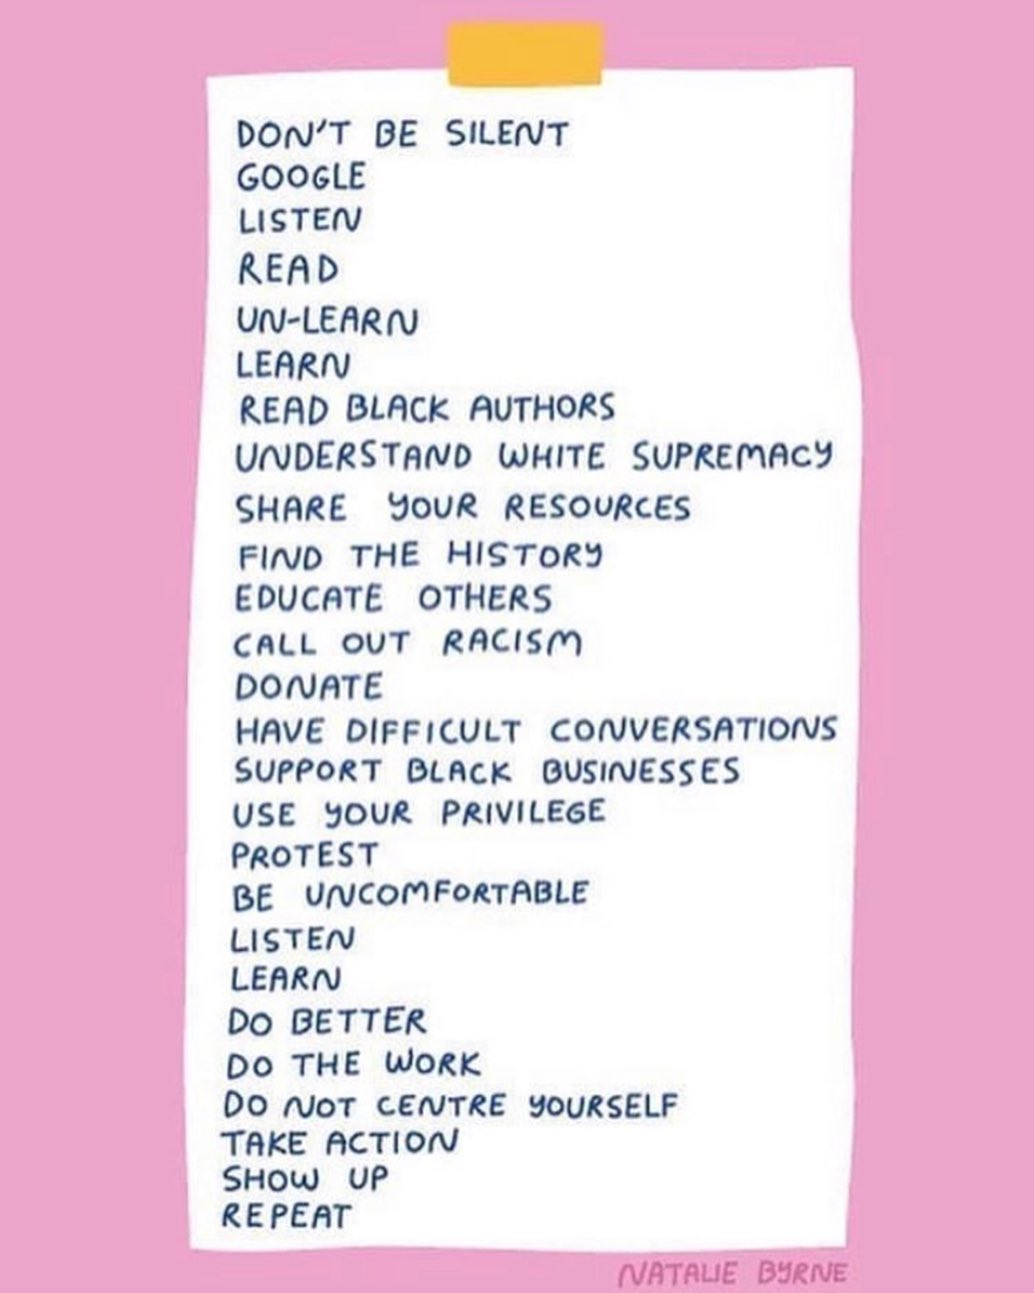 DON'T BE SILENT
GOOGLE
LISTEN
READ
UN-LEARN
LEARN
READ BLACK AUTHORS
UNDERSTAND WHITE SUPREMACY
SHARE YOUR RESOURCES
FIND THE HISTORY
EDUCATE OTHERS
CALL OUT RACISM
DONATE
HAVE DIFFICULT CONVERSATIONS
SUPPORT BLACK BUSINESSES
USE YOUR PRIVILEGE
PROTEST
BE UNCOMFORTABLE
LISTEN
LEARN
DO BETTER
DO THE WORK
DO NOT CENTRE YOURSELF
TAKE ACTION
SHOW UP
REPEAT
NATALIE BYRNE